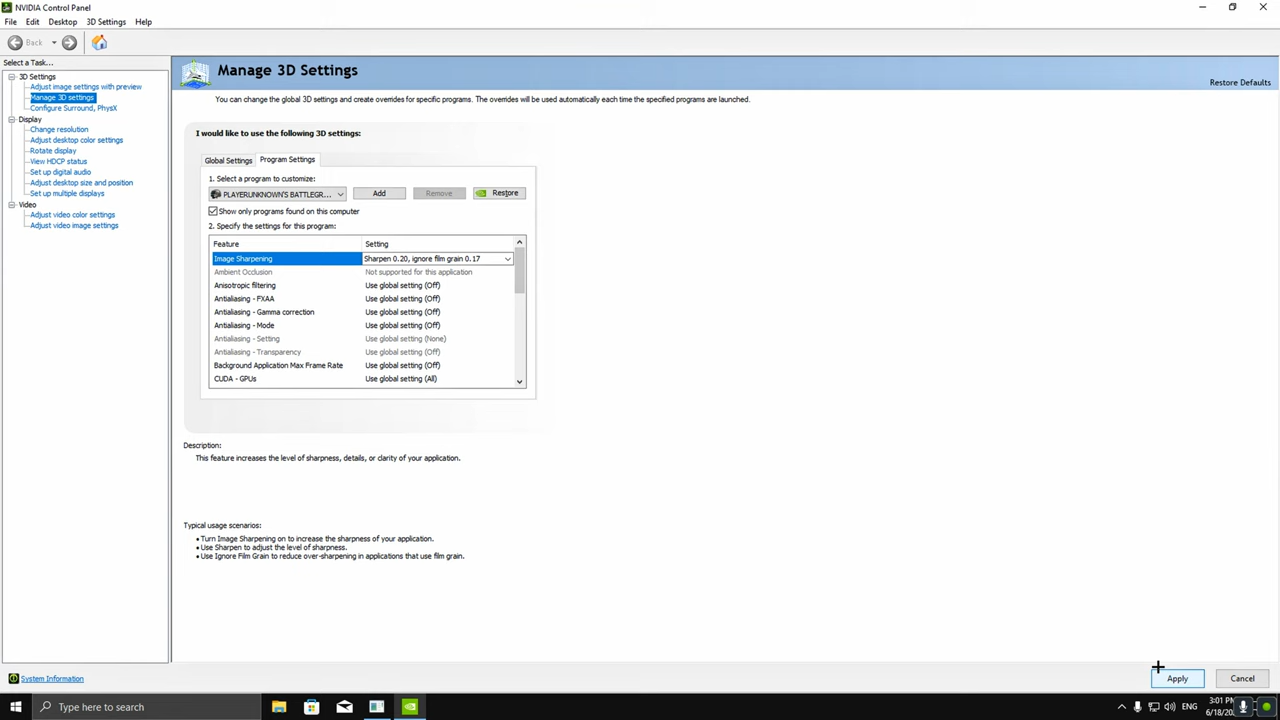 NVIDIA Control Panel
File Edit Desktop 3D Settings Help
Back
Select a Task...
3D Settings
Adjust image settings with preview
Manage 3D settings
Configure Surround, PhysX
Display
Change resolution
Adjust desktop color settings
Rotate display
View HDCP status
Set up digital audio
Adjust desktop size and position
Set up multiple displays
Video
Adjust video color settings
Adjust video image settings
System Information
Manage 3D Settings
Restore Defaults
You can change the global 3D settings and create overrides for specific programs. The overrides will be used automatically each time the specified programs are launched.
I would like to use the following 3D settings:
Global Settings Program Settings
1. Select a program to customize:
PLAYERUNKNOWN'S BATTLEGR... Add Remove Restore
Show only programs found on this computer
2. Specify the settings for this program:
Feature Setting
Image Sharpening Sharpen 0.20, ignore film grain 0.17
Ambient Occlusion Not supported for this application
Anisotropic filtering Use global setting (Off)
Antialiasing - FXAA Use global setting (Off)
Antialiasing - Gamma correction Use global setting (Off)
Antialiasing - Mode Use global setting (Off)
Antialiasing - Setting Use global setting (None)
Antialiasing - Transparency Use global setting (Off)
Background Application Max Frame Rate Use global setting (Off)
CUDA - GPUs Use global setting (All)
Description:
This feature increases the level of sharpness, details, or clarity of your application.
Typical usage scenarios:
• Turn Image Sharpening on to increase the sharpness of your application.
• Use Sharpen to adjust the level of sharpness.
• Use Ignore Film Grain to reduce over-sharpening in applications that use film grain.
Apply Cancel
Type here to search
ENG
3:01
6/18/20